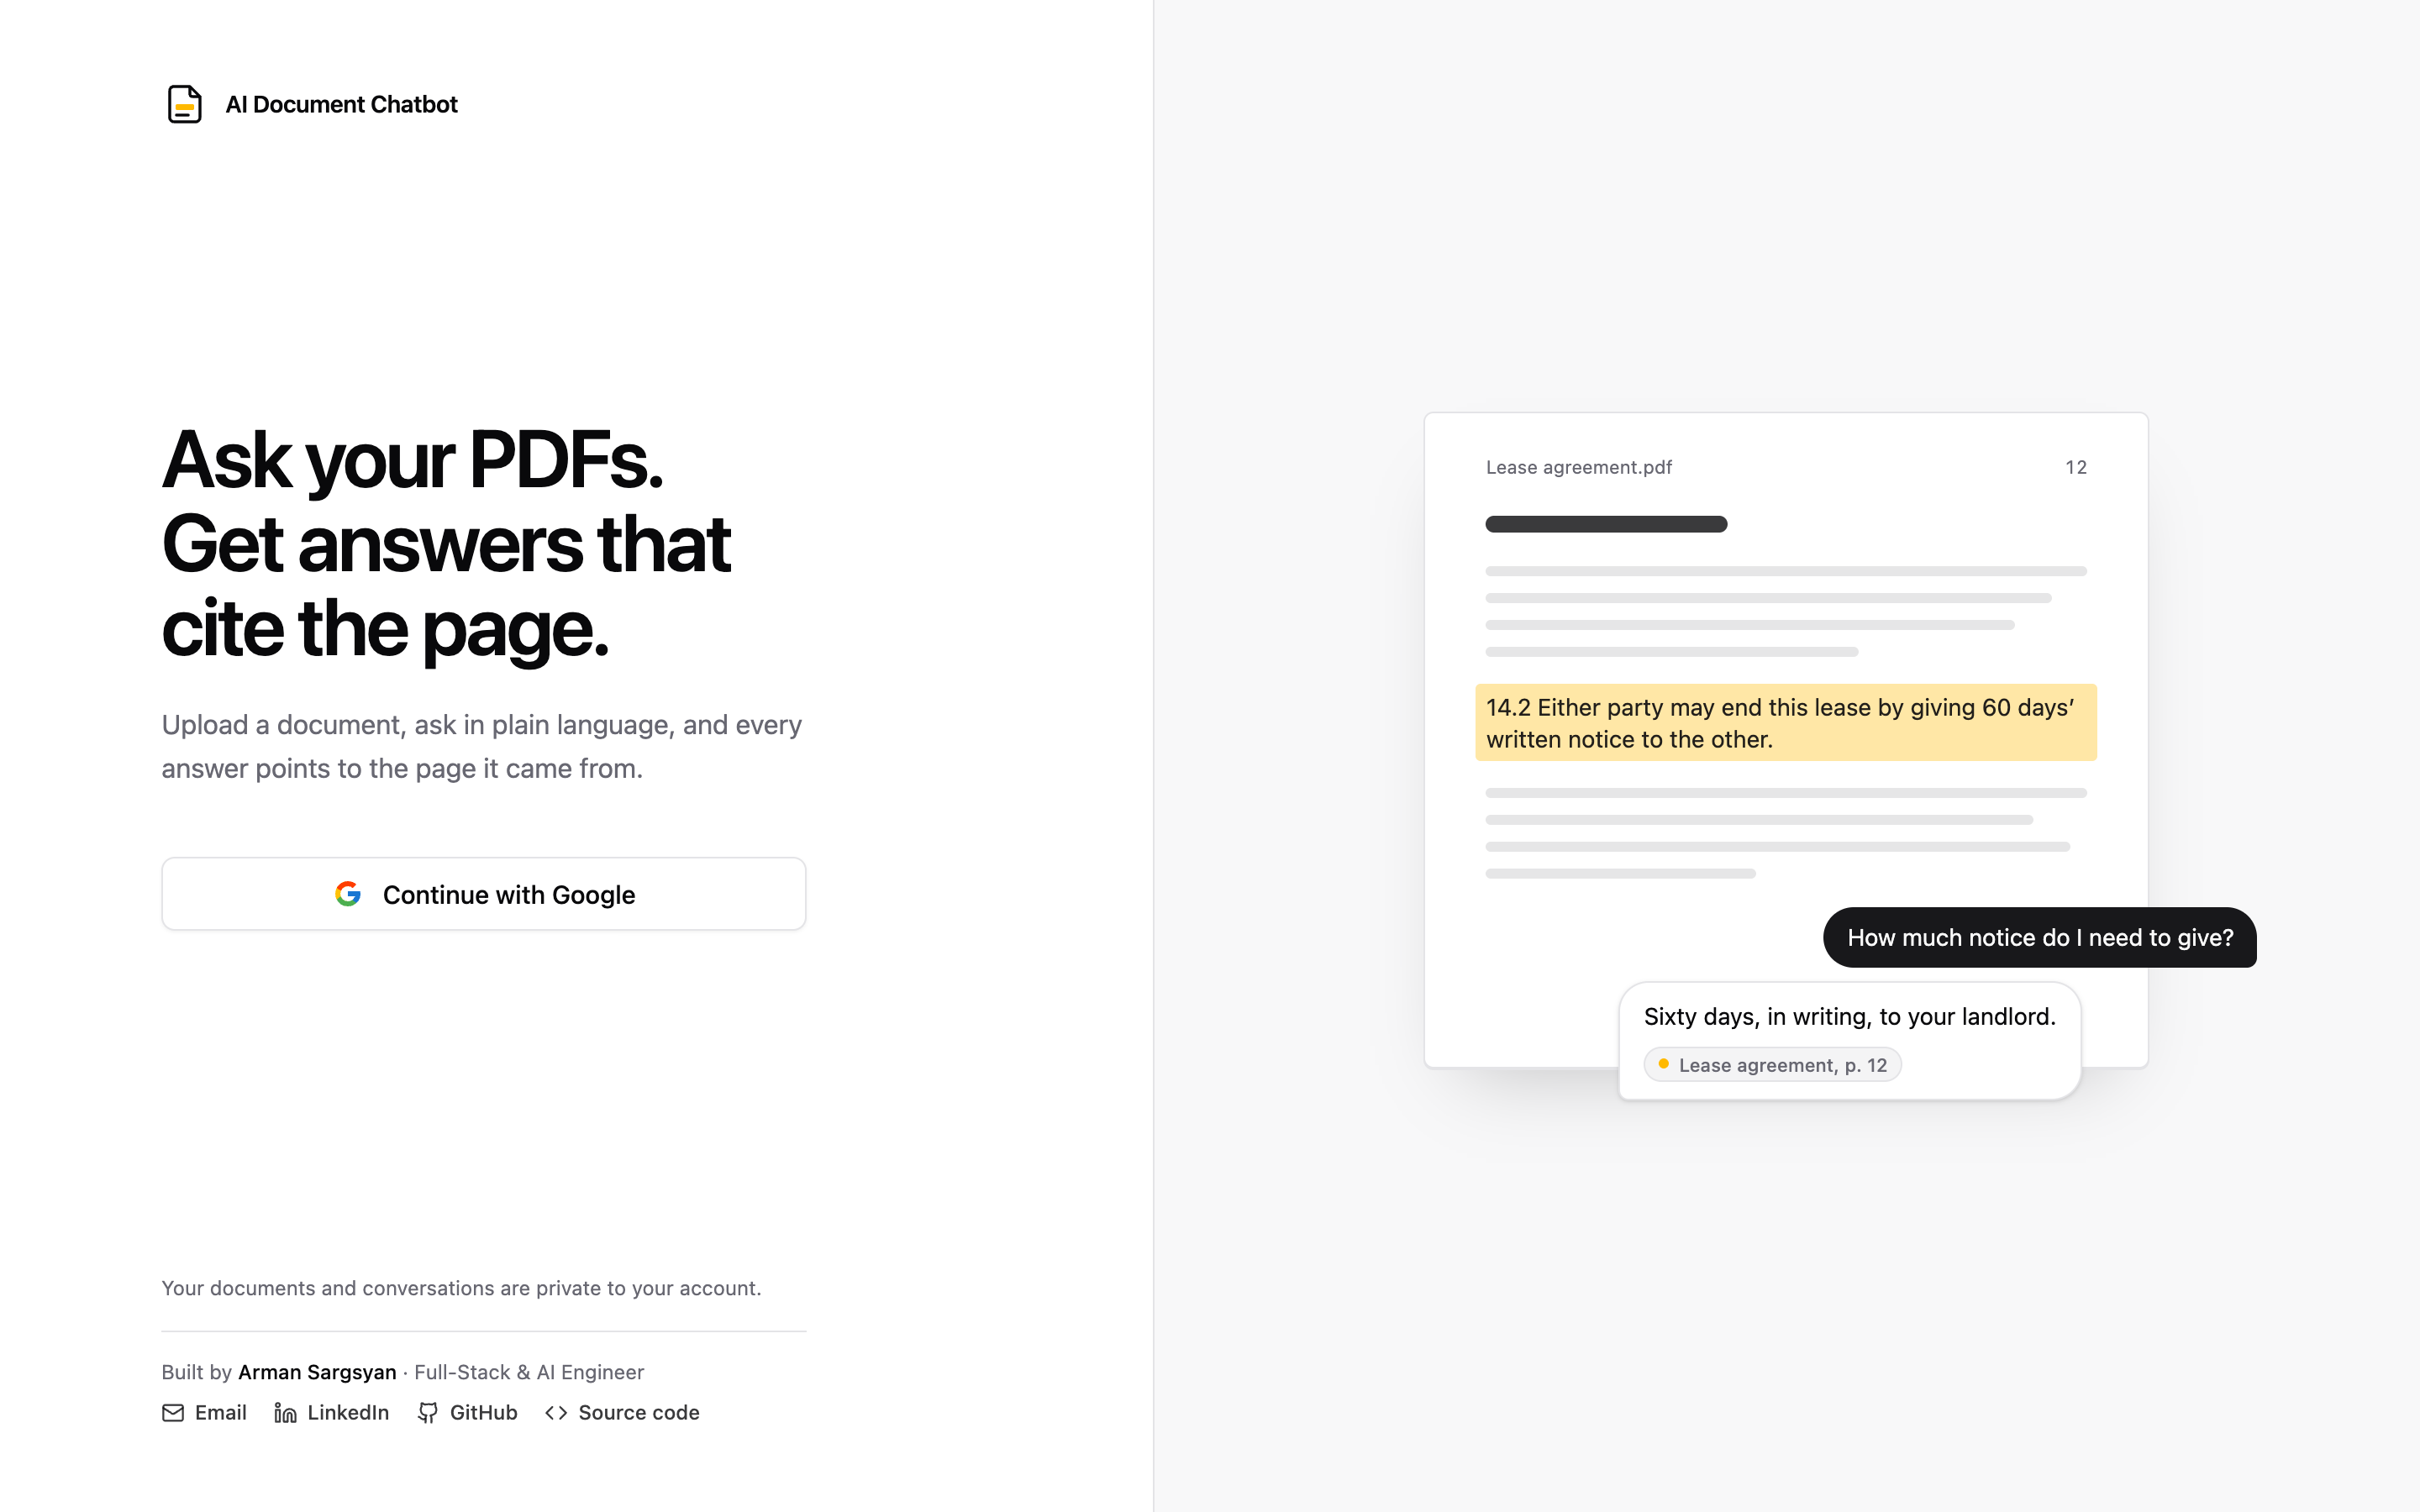 AI Document Chatbot
Ask your PDFs.
Get answers that
cite the page.
Upload a document, ask in plain language, and every
answer points to the page it came from.
Continue with Google
Your documents and conversations are private to your account.
Built by Arman Sargsyan · Full-Stack & AI Engineer
Email LinkedIn GitHub Source code
Lease agreement.pdf 12
14.2 Either party may end this lease by giving 60 days’
written notice to the other.
How much notice do I need to give?
Sixty days, in writing, to your landlord.
Lease agreement, p. 12